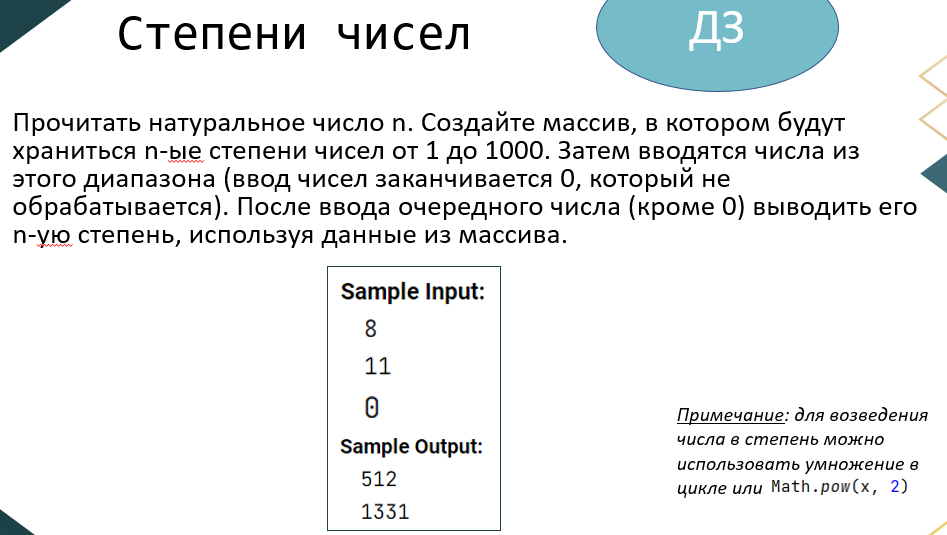 Степени чисел
ДЗ
Прочитать натуральное число n. Создайте массив, в котором будут
храниться n-ые степени чисел от 1 до 1000. Затем вводятся числа из
этого диапазона (ввод чисел заканчивается 0, который не
обрабатывается). После ввода очередного числа (кроме 0) выводить его
n-ую степень, используя данные из массива.
Sample Input:
8
11
0
Sample Output:
512
1331
Примечание: для возведения
числа в степень можно
использовать умножение в
цикле или Math.pow(x, 2)